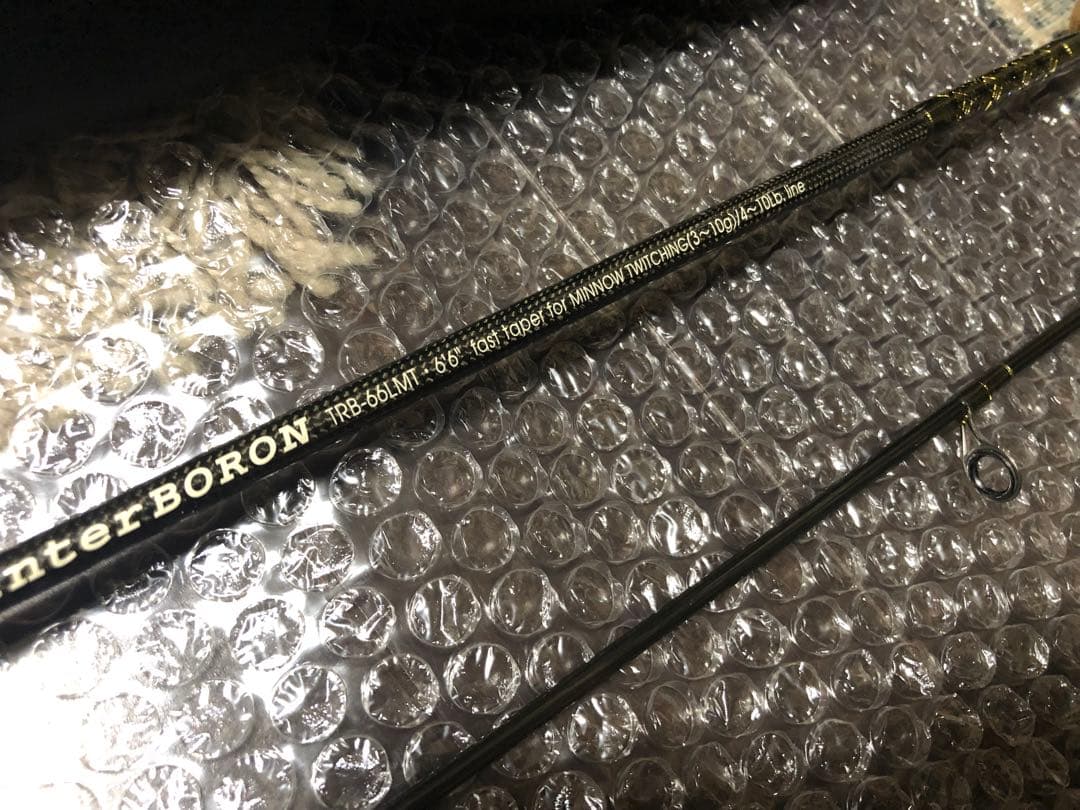 nterBORON TRB-66LMT · 6'6" fast taper for MINNOW TWITCHING(3~10g)/4~10Lb. line